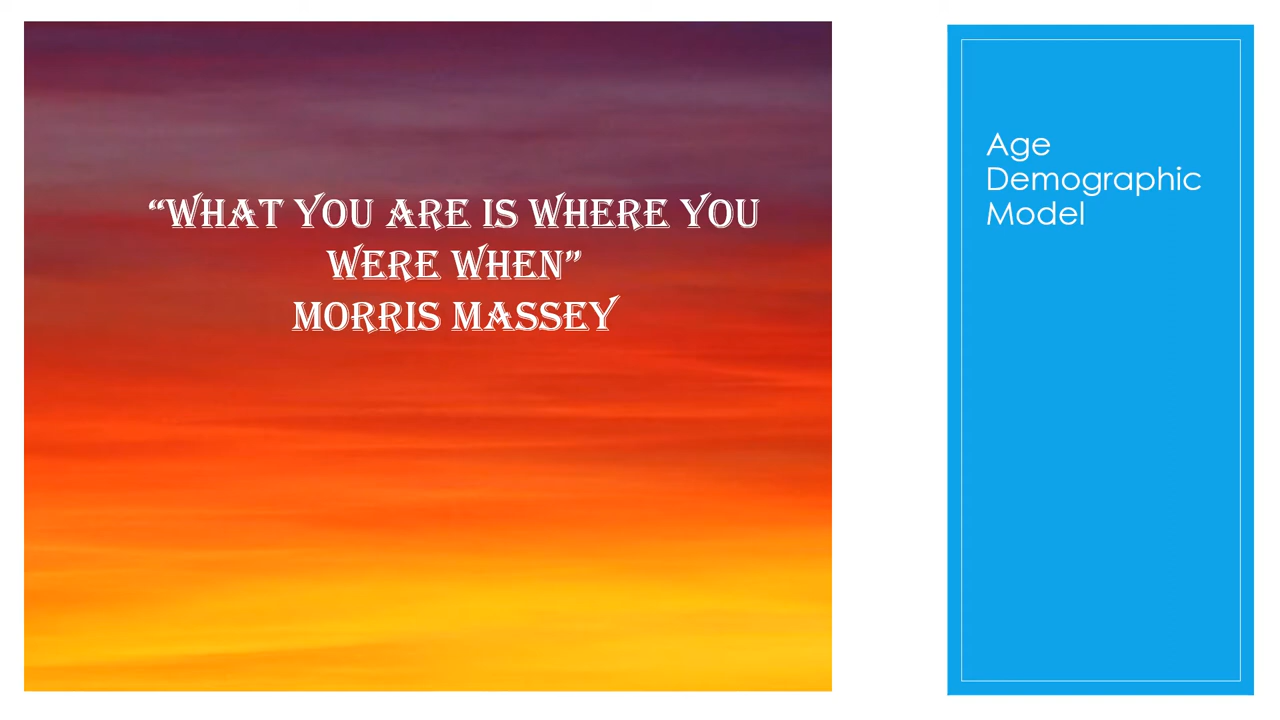 “WHAT YOU ARE IS WHERE YOU
WERE WHEN”
MORRIS MASSEY
Age
Demographic
Model